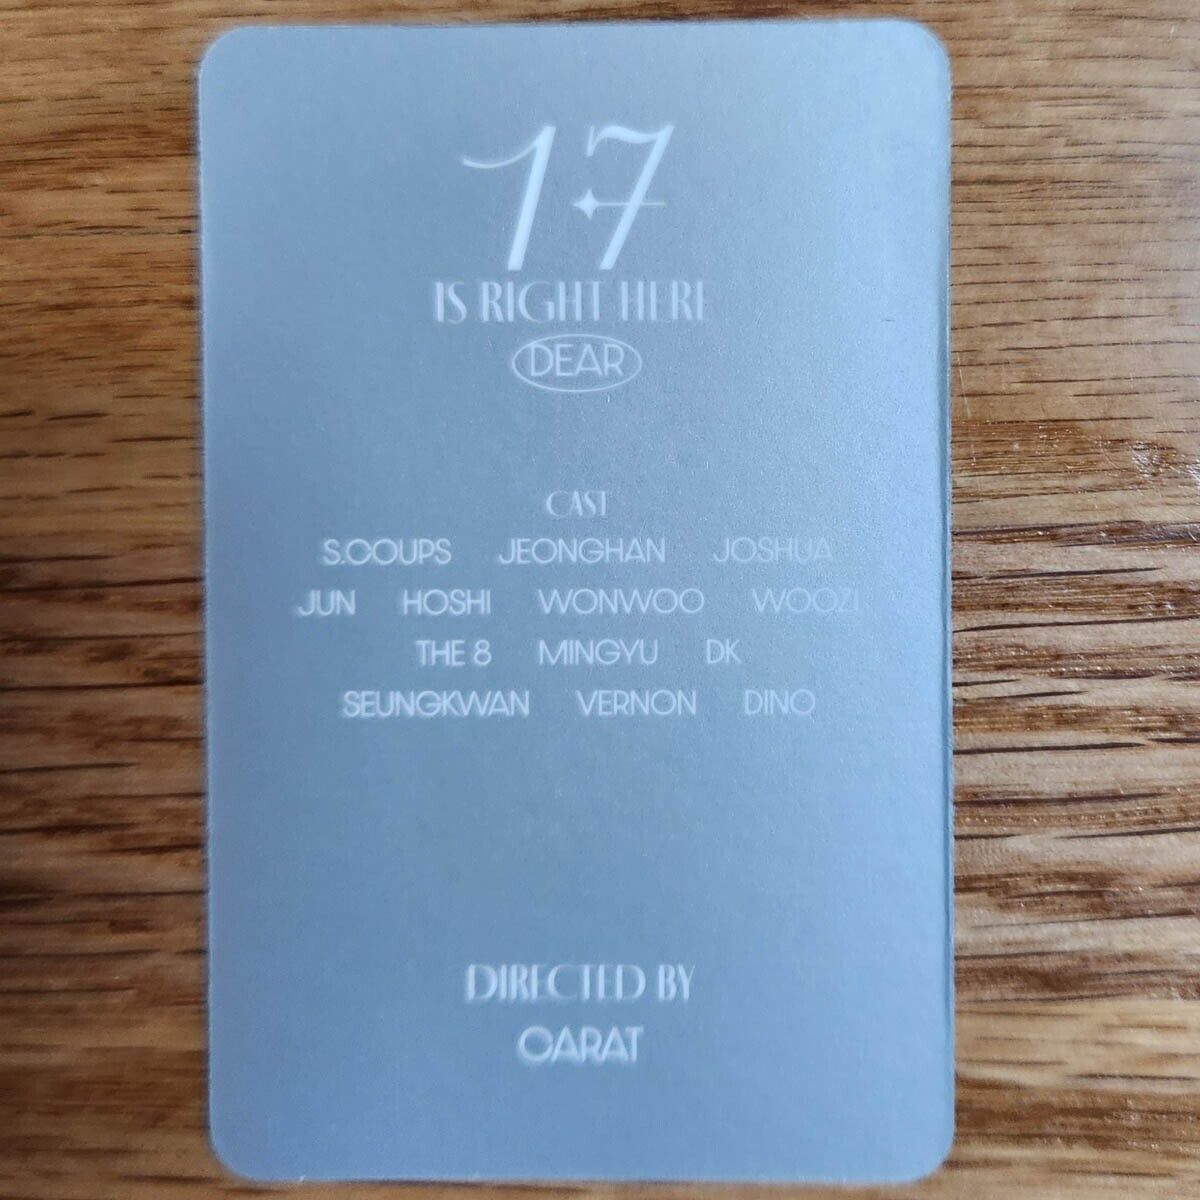 17
IS RIGHT HERE
DEAR
CAST
S.COUPS JEONGHAN JOSHUA
JUN HOSHI WONWOO WOOZI
THE 8 MINGYU DK
SEUNGKWAN VERNON DINO
DIRECTED BY
CARAT